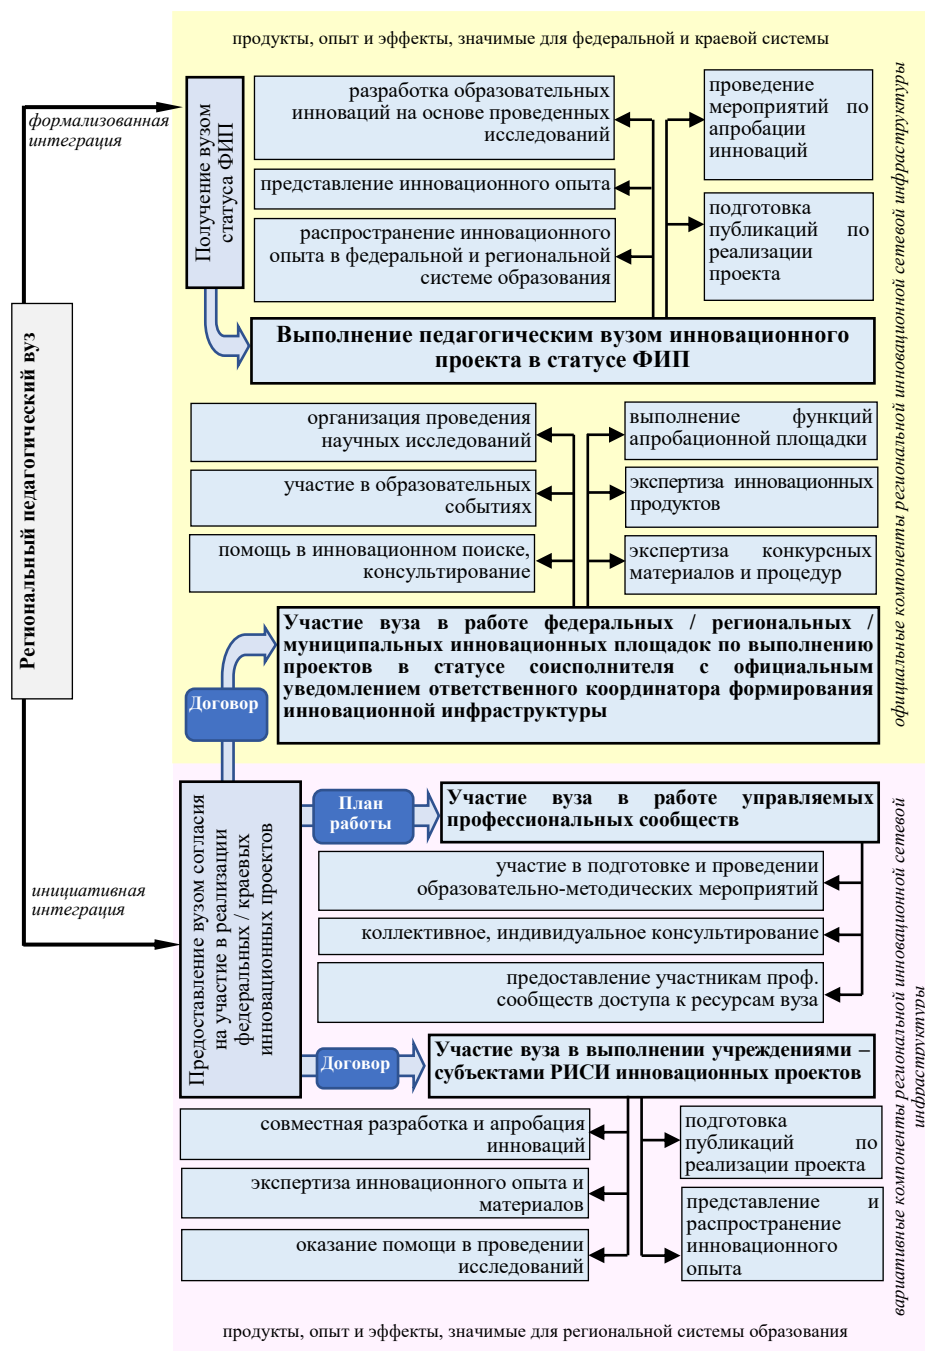 продукты, опыт и эффекты, значимые для федеральной и краевой системы
формализованная
интеграция
Получение вузом
статуса ФИП
разработка образовательных
инноваций на основе проведенных
исследований
представление инновационного опыта
распространение инновационного
опыта в федеральной и региональной
системе образования
проведение
мероприятий по
апробации
инноваций
подготовка
публикаций по
реализации
проекта
Выполнение педагогическим вузом инновационного
проекта в статусе ФИП
официальные компоненты региональной инновационной сетевой инфраструктуры
Региональный педагогический вуз
организация проведения
научных исследований
участие в образовательных
событиях
помощь в инновационном поиске,
консультирование
выполнение функций
апробационной площадки
экспертиза инновационных
продуктов
экспертиза конкурсных
материалов и процедур
Участие вуза в работе федеральных / региональных /
муниципальных инновационных площадок по выполнению
проектов в статусе соисполнителя с официальным
уведомлением ответственного координатора формирования
инновационной инфраструктуры
Договор
инициативная
интеграция
Предоставление вузом согласия
на участие в реализации
федеральных / краевых
инновационных проектов
План
работы
Участие вуза в работе управляемых
профессиональных сообществ
участие в подготовке и проведении
образовательно-методических мероприятий
коллективное, индивидуальное консультирование
предоставление участникам проф.
сообществ доступа к ресурсам вуза
Договор
Участие вуза в выполнении учреждениями –
субъектами РИСИ инновационных проектов
совместная разработка и апробация
инноваций
экспертиза инновационного опыта и
материалов
оказание помощи в проведении
исследований
подготовка
публикаций по
реализации проекта
представление и
распространение
инновационного
опыта
вариативные компоненты региональной инновационной сетевой
инфраструктуры
продукты, опыт и эффекты, значимые для региональной системы образования